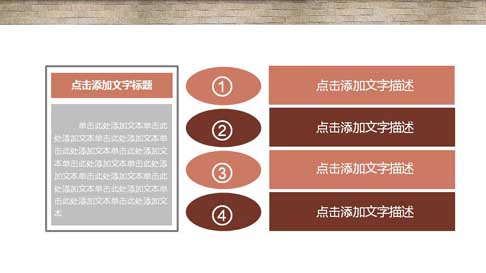 点击添加文字标题
单击此处添加文本单击此
处添加文本单击此处添加文本单
击此处添加文本单击此处添加文
本单击此处添加文本单击此处添
加文本单击此处添加文本单击此
处添加文本单击此处添加文本单
击此处添加文本单击此处添加文
本
① 点击添加文字描述
② 点击添加文字描述
③ 点击添加文字描述
④ 点击添加文字描述